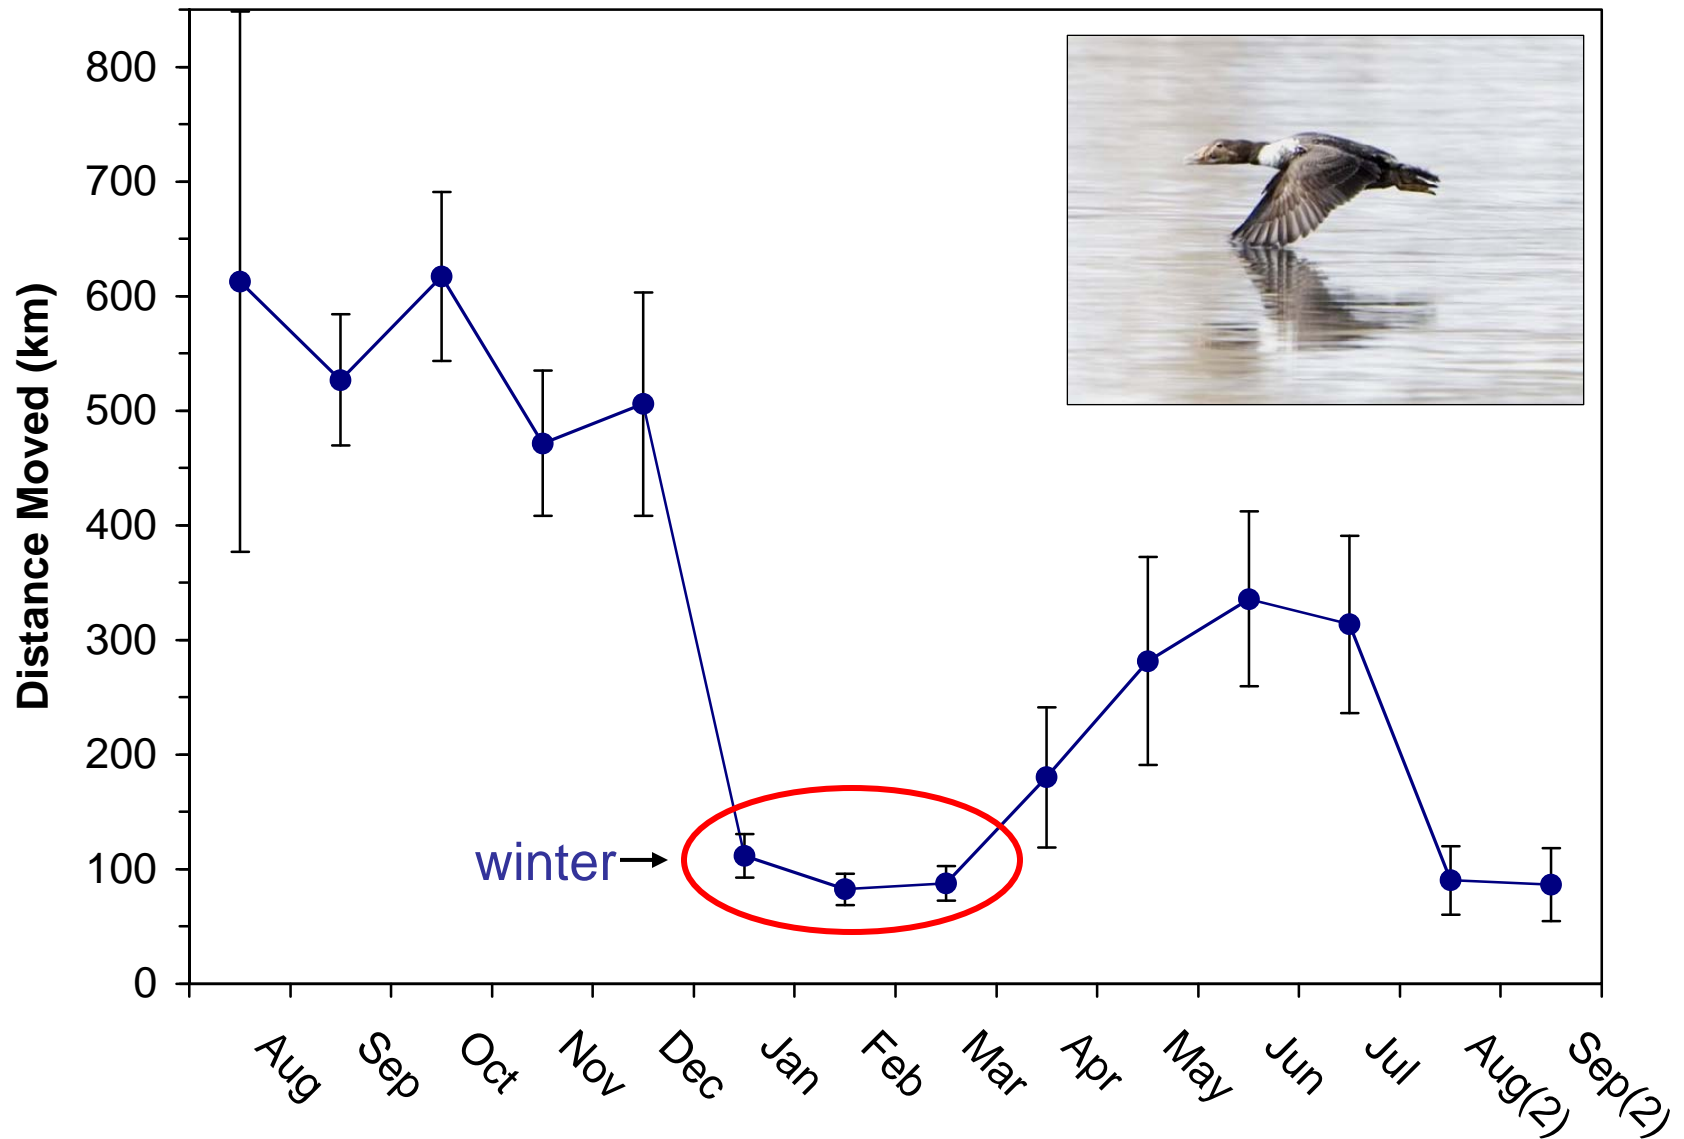 Distance Moved (km)
800
700
600
500
400
300
200
100
0
winter
Aug
Sep
Oct
Nov
Dec
Jan
Feb
Mar
Apr
May
Jun
Jul
Aug(2)
Sep(2)